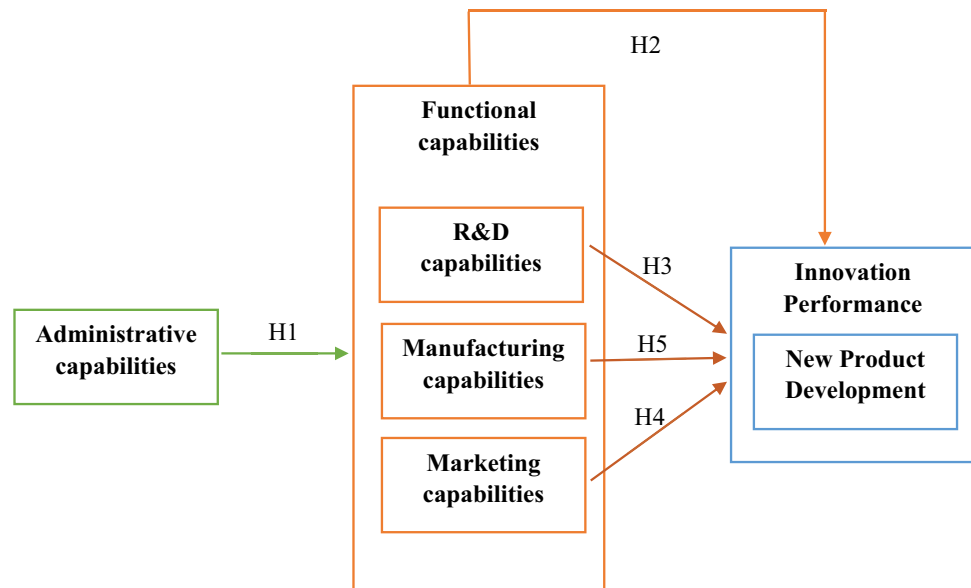 H2
Functional
capabilities
R&D
capabilities
H3
Innovation
Performance
Administrative
capabilities
H1
Manufacturing
capabilities
H5
New Product
Development
H4
Marketing
capabilities